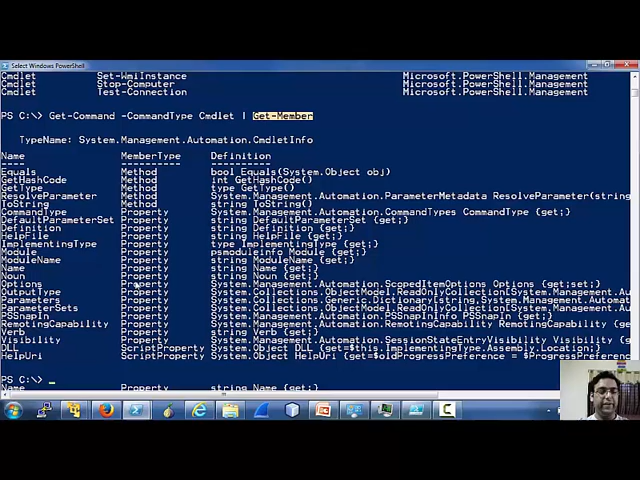 Select Windows PowerShell
Cmdlet Set-WmiInstance Microsoft.PowerShell.Management
Cmdlet Stop-Computer Microsoft.PowerShell.Management
Cmdlet Test-Connection Microsoft.PowerShell.Management
PS C:\> Get-Command -CommandType Cmdlet | Get-Member
TypeName: System.Management.Automation.CmdletInfo
Name MemberType Definition
---- ---------- ----------
Equals Method bool Equals(System.Object obj)
GetHashCode Method int GetHashCode()
GetType Method type GetType()
ResolveParameter Method System.Management.Automation.ParameterMetadata ResolveParameter(string
ToString Method string ToString()
CommandType Property System.Management.Automation.CommandTypes CommandType {get;}
DefaultParameterSet Property string DefaultParameterSet {get;}
Definition Property string Definition {get;}
HelpFile Property string HelpFile {get;}
ImplementingType Property type ImplementingType {get;}
Module Property psmoduleinfo Module {get;}
ModuleName Property string ModuleName {get;}
Name Property string Name {get;}
Noun Property string Noun {get;}
Options Property System.Management.Automation.ScopedItemOptions Options {get;set;}
OutputType Property System.Collections.ObjectModel.ReadOnlyCollection[System.Management.Au
Parameters Property System.Collections.Generic.Dictionary[string,System.Management.Automat
ParameterSets Property System.Collections.ObjectModel.ReadOnlyCollection[System.Management.Au
PSSnapIn Property System.Management.Automation.PSSnapInInfo PSSnapIn {get;}
RemotingCapability Property System.Management.Automation.RemotingCapability RemotingCapability {ge
Verb Property string Verb {get;}
Visibility Property System.Management.Automation.SessionStateEntryVisibility Visibility {g
DLL ScriptProperty System.Object DLL {get=$this.ImplementingType.Assembly.Location;}
HelpUri ScriptProperty System.Object HelpUri {get=$oldProgressPreference = $ProgressPreferenc
PS C:\> _
Name Property string Name {get;}